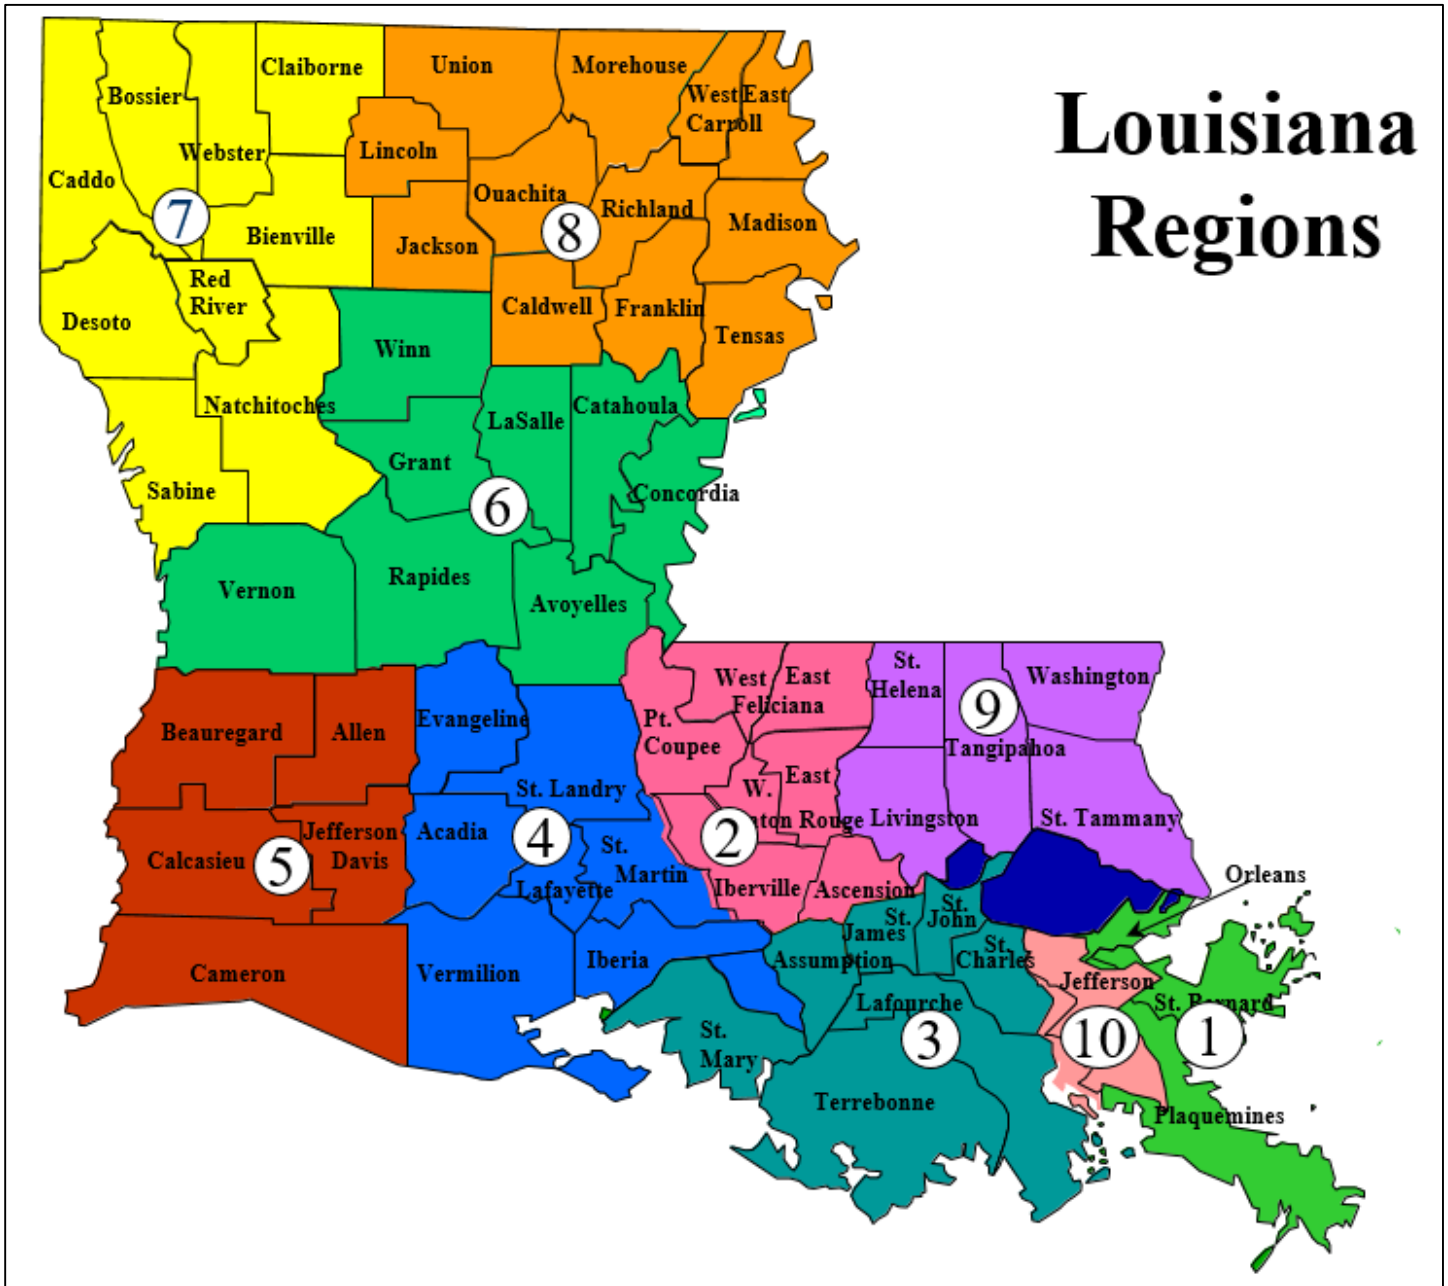 Louisiana
Regions
Claiborne
Union
Morehouse
Bossier
West East
Carroll
Webster
Lincoln
Caddo
Ouachita
Richland
7
8
Madison
Bienville
Jackson
Red
River
Caldwell
Franklin
Desoto
Tensas
Winn
Natchitoches
LaSalle
Catahoula
Grant
Sabine
Concordia
6
Vernon
Rapides
Avoyelles
St.
Helena
West
East
Feliciana
Washington
9
Pt.
Coupee
Beauregard
Allen
Evangeline
Tangipahoa
W.
East
St. Landry
ton Rouge
Livingston
St. Tammany
Acadia
4
2
Jefferson
Davis
Calcasieu
5
St.
Martin
Lafayette
Iberville
Ascension
Orleans
St.
John
St.
James
St.
Charles
Assumption
Cameron
Vermilion
Iberia
Jefferson
Lafourche
St. Bernard
St.
Mary
3
10
1
Terrebonne
Plaquemines